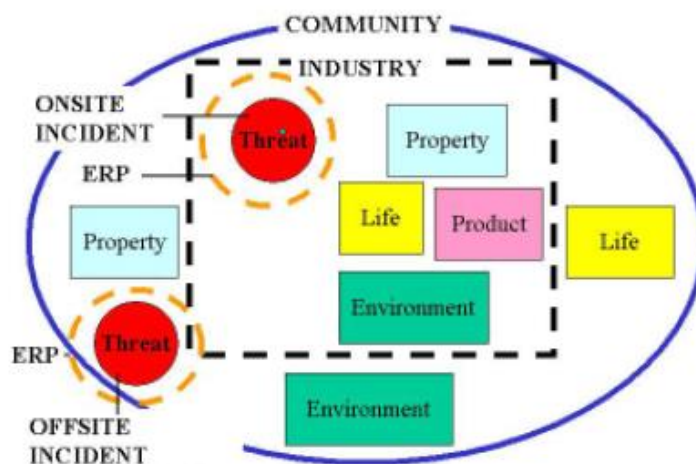 COMMUNITY
INDUSTRY
ONSITE
INCIDENT
Threat
Property
ERP
Life
Product
Property
Life
Environment
Threat
ERP
Environment
OFFSITE
INCIDENT